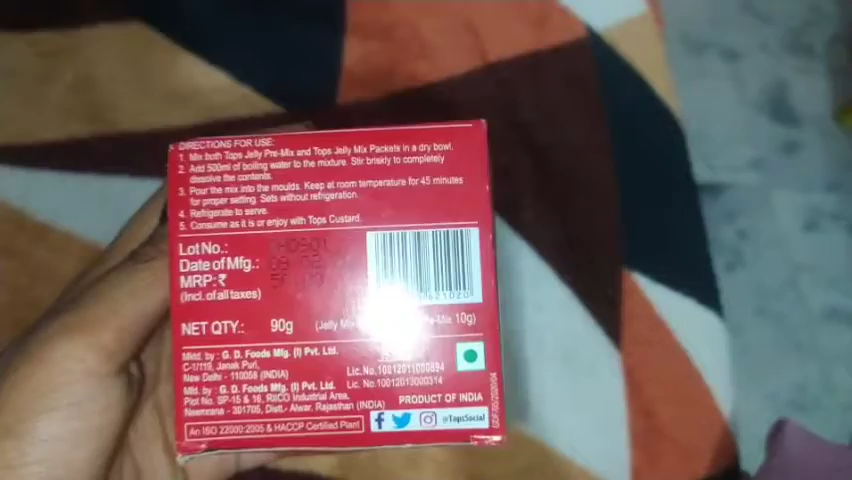 DIRECTIONS FOR USE:
1. Mix both Tops Jelly Pre-Mix and Tops Jelly Mix Packets in a dry bowl.
2. Add 500ml of boiling water to the mixture. Stir briskly to completely
dissolve the contents.
3. Pour the mix into the moulds. Keep at room temperature for 45 minutes
for proper setting. Sets without refrigeration.
4. Refrigerate to serve.
5. Consume as it is or enjoy with Tops Custard.
Lot No.:
Date of Mfg.:
MRP: ₹
(Incl. of all taxes)
NET QTY.: 90g (Jelly Mix 10g)
Mktd. by : G. D. Foods Mfg. (I) Pvt. Ltd.
C-1/119, Janak Puri,
New Delhi - 110058 (INDIA)
Lic. No. 10012011000894
Mfd. by : G. D. Foods Mfg. (I) Pvt. Ltd.
Lic. No. 10012013000314
Plot No. SP-15 & 16, RIICO Industrial Area,
Neemrana - 301705, Distt.- Alwar, Rajasthan (INDIA)
PRODUCT OF INDIA
An ISO 22000:2005 & HACCP Certified Plant
@TopsSocial